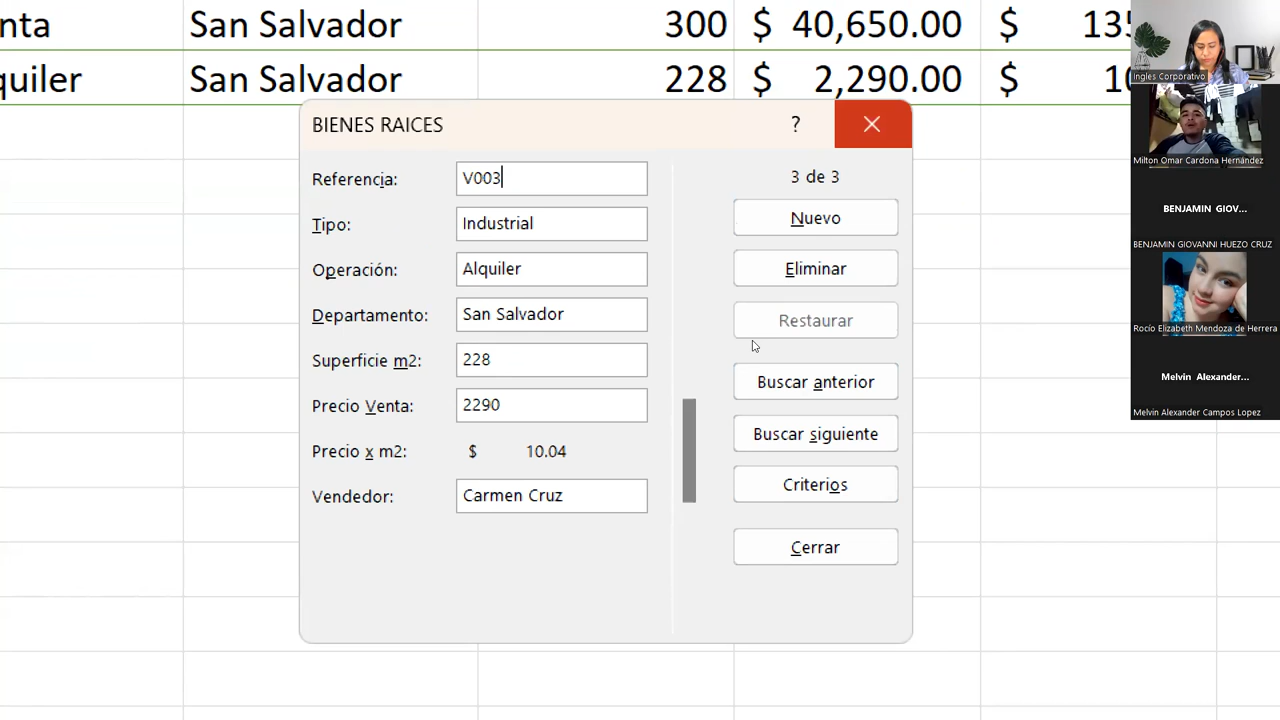 nta San Salvador 300 $ 40,650.00 $ 135
quiler San Salvador 228 $ 2,290.00 $ 10
BIENES RAICES ?
Referencia: V003
3 de 3
Tipo: Industrial
Nuevo
Operación: Alquiler
Eliminar
Departamento: San Salvador
Restaurar
Superficie m2: 228
Precio Venta: 2290
Buscar anterior
Precio x m2: $ 10.04
Buscar siguiente
Vendedor: Carmen Cruz
Criterios
Cerrar
Ingles Corporativo
Milton Omar Cardona Hernández
BENJAMIN GIOV...
BENJAMIN GIOVANNI HUEZO CRUZ
Rocío Elizabeth Mendoza de Herrera
Melvin Alexander...
Melvin Alexander Campos Lopez